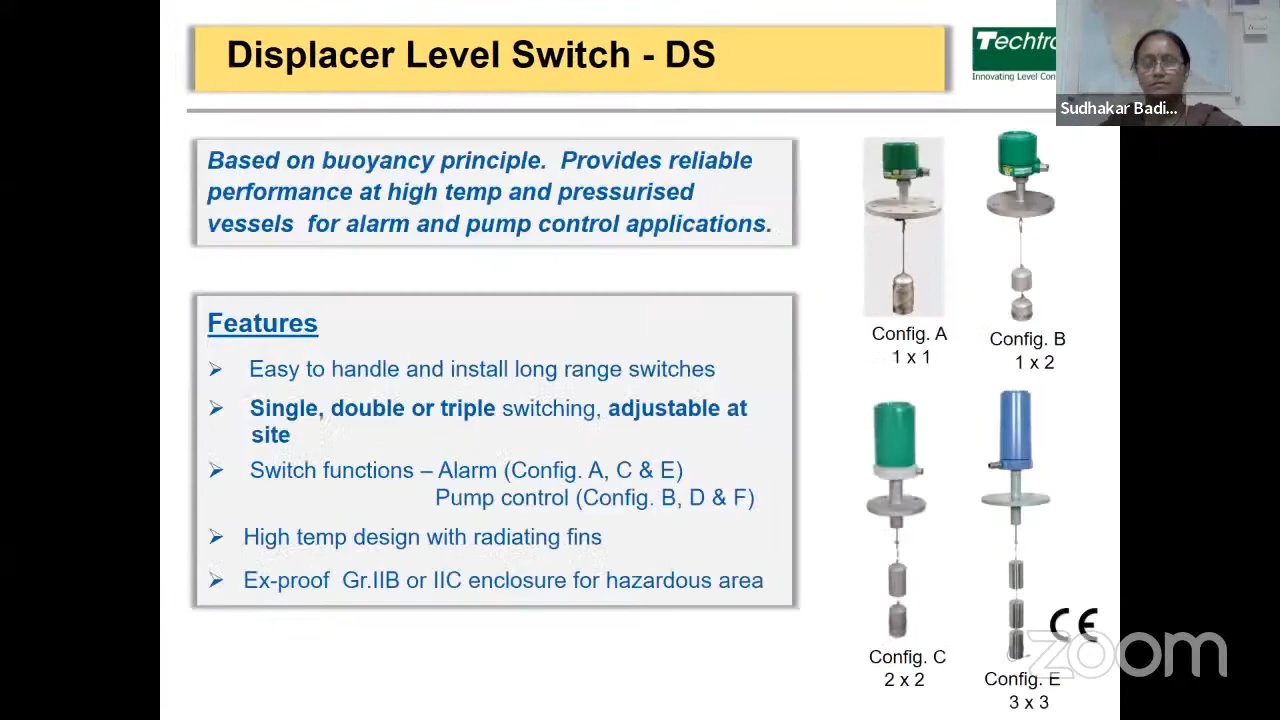 Displacer Level Switch - DS
Techtro
Innovating Level Con
Sudhakar Badi...
Based on buoyancy principle. Provides reliable
performance at high temp and pressurised
vessels for alarm and pump control applications.
Features
➢ Easy to handle and install long range switches
➢ Single, double or triple switching, adjustable at
site
➢ Switch functions – Alarm (Config. A, C & E)
Pump control (Config. B, D & F)
➢ High temp design with radiating fins
➢ Ex-proof Gr.IIB or IIC enclosure for hazardous area
Config. A
1 x 1
Config. B
1 x 2
Config. C
2 x 2
Config. E
3 x 3
CE
zoom